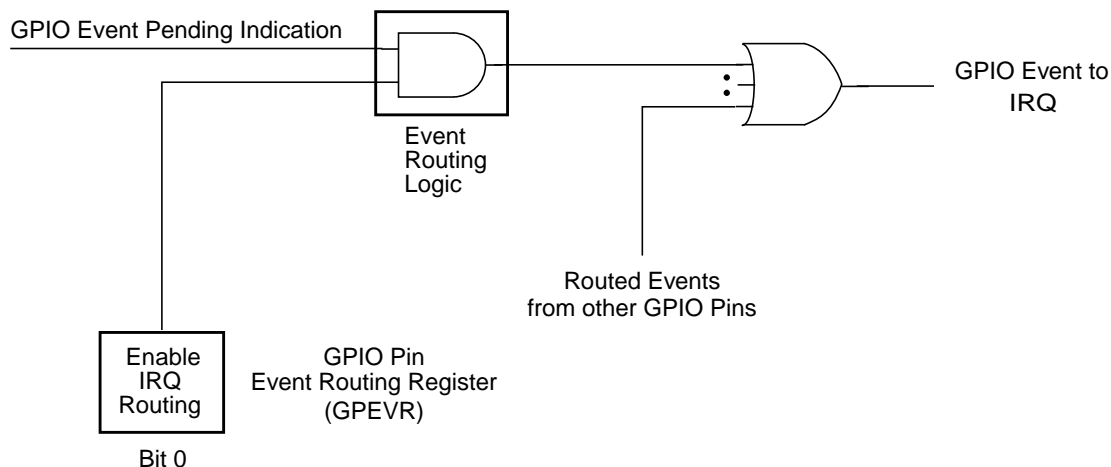 GPIO Event Pending Indication
Event
Routing
Logic
GPIO Event to
IRQ
Routed Events
from other GPIO Pins
Enable
IRQ
Routing
GPIO Pin
Event Routing Register
(GPEVR)
Bit 0